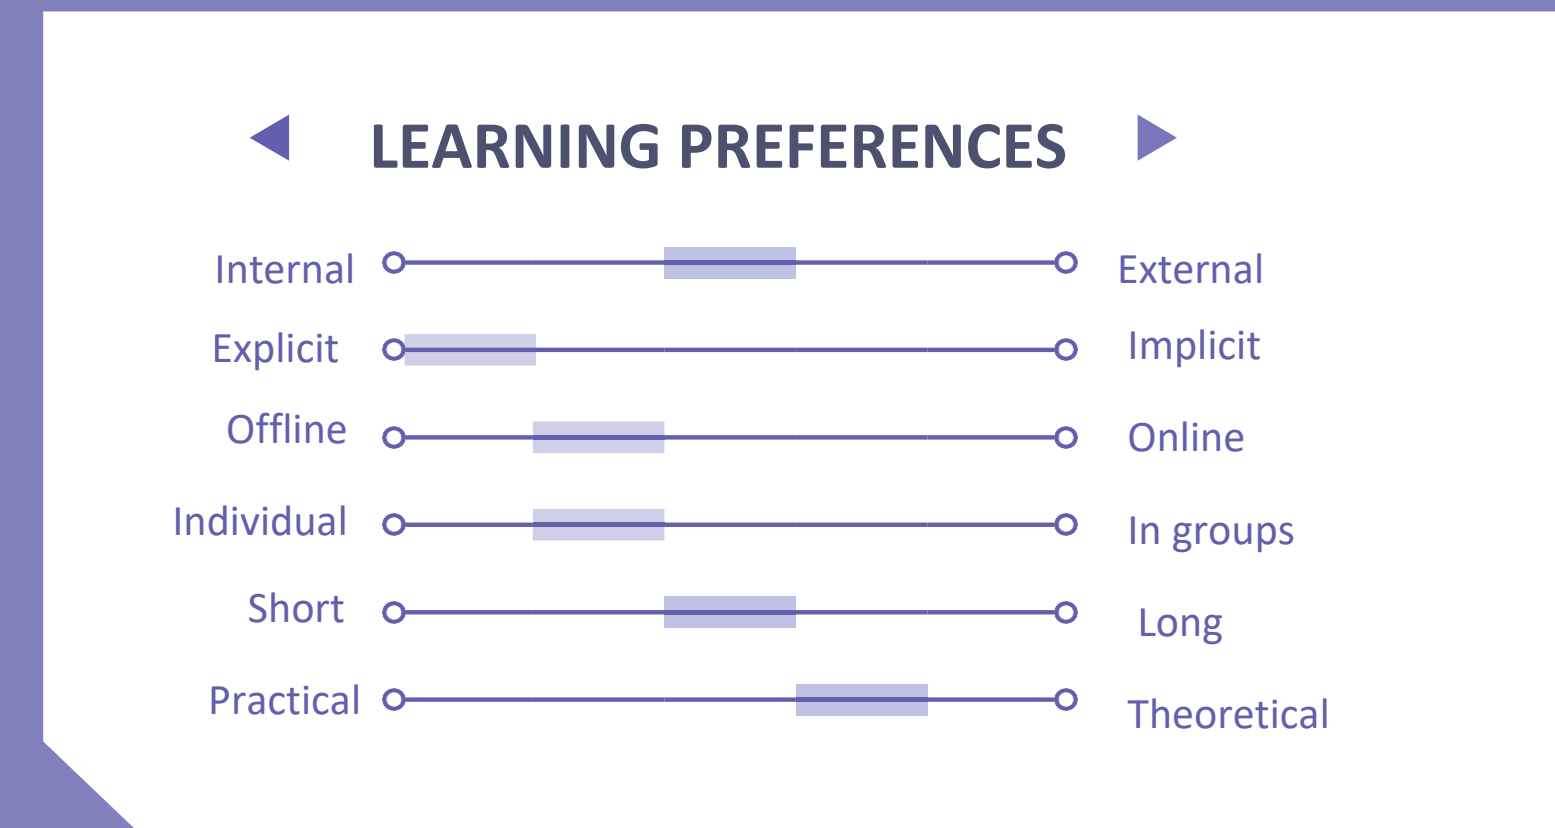 LEARNING PREFERENCES
Internal External
Explicit Implicit
Offline Online
Individual In groups
Short Long
Practical Theoretical